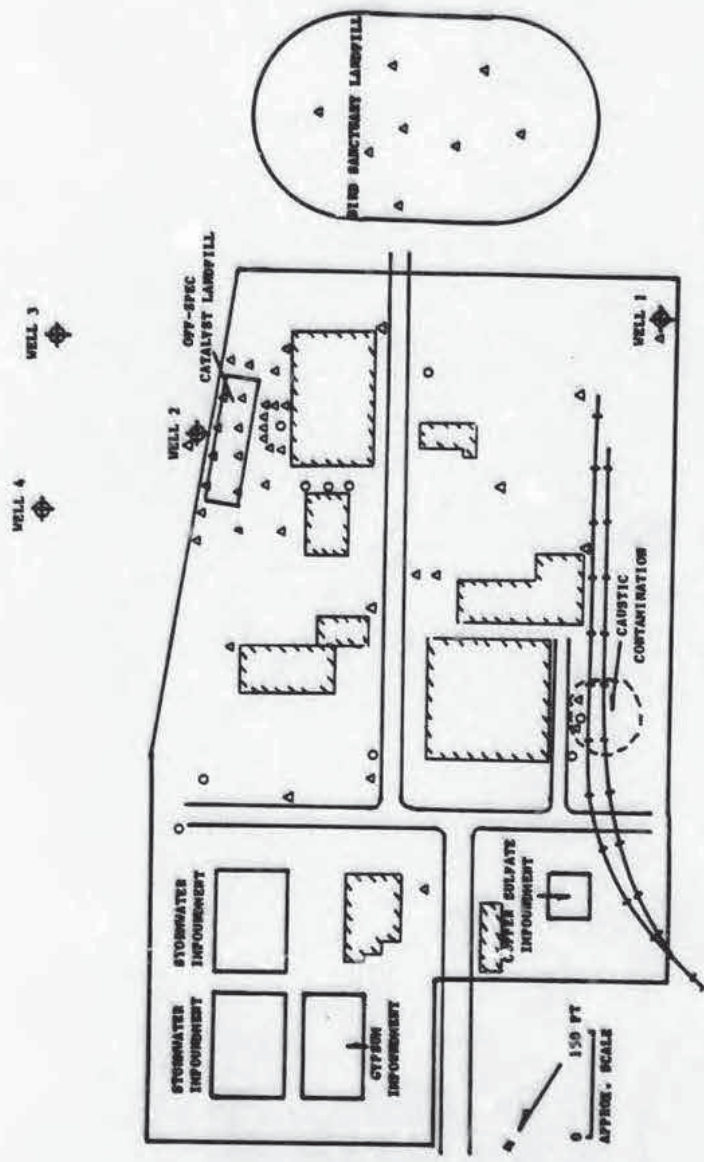 WELL 4
WELL 3
WELL 2
OFF-SPEC
CATALYST LANDFILL
BIRD SANCTUARY LANDFILL
STORMWATER
IMPOUNDMENT
STORMWATER
IMPOUNDMENT
GYPSUM
IMPOUNDMENT
COPPER SULFATE
IMPOUNDMENT
CAUSTIC
CONTAMINATION
WELL 1
N
0 150 FT
APPROX. SCALE